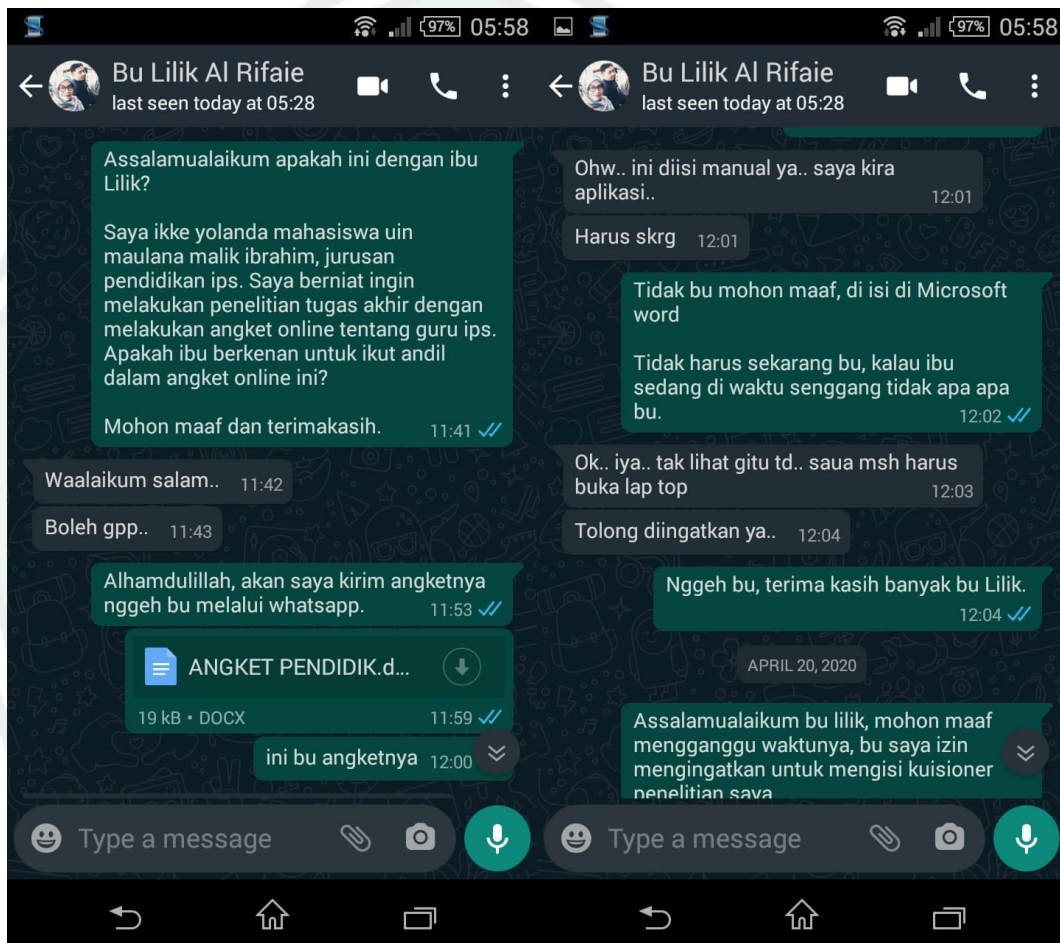 97% 05:58
Bu Lilik Al Rifaie
last seen today at 05:28
Assalamualaikum apakah ini dengan ibu
Lilik?
Saya ikke yolanda mahasiswa uin
maulana malik ibrahim, jurusan
pendidikan ips. Saya berniat ingin
melakukan penelitian tugas akhir dengan
melakukan angket online tentang guru ips.
Apakah ibu berkenan untuk ikut andil
dalam angket online ini?
Mohon maaf dan terimakasih. 11:41
Waalaikum salam.. 11:42
Boleh gpp.. 11:43
Alhamdulillah, akan saya kirim angketnya
nggeh bu melalui whatsapp. 11:53
ANGKET PENDIDIK.d...
19 kB • DOCX 11:59
ini bu angketnya 12:00
Type a message
97% 05:58
Bu Lilik Al Rifaie
last seen today at 05:28
Ohw.. ini diisi manual ya.. saya kira
aplikasi.. 12:01
Harus skrg 12:01
Tidak bu mohon maaf, di isi di Microsoft
word
Tidak harus sekarang bu, kalau ibu
sedang di waktu senggang tidak apa apa
bu. 12:02
Ok.. iya.. tak lihat gitu td.. saua msh harus
buka lap top 12:03
Tolong diingatkan ya.. 12:04
Nggeh bu, terima kasih banyak bu Lilik.
12:04
APRIL 20, 2020
Assalamualaikum bu lilik, mohon maaf
mengganggu waktunya, bu saya izin
mengingatkan untuk mengisi kuisioner
penelitian saya
Type a message